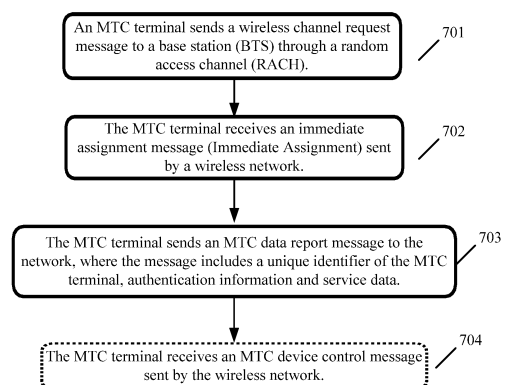 An MTC terminal sends a wireless channel request
message to a base station (BTS) through a random
access channel (RACH).
701
The MTC terminal receives an immediate
assignment message (Immediate Assignment) sent
by a wireless network.
702
The MTC terminal sends an MTC data report message to the
network, where the message includes a unique identifier of the MTC
terminal, authentication information and service data.
703
The MTC terminal receives an MTC device control message
sent by the wireless network.
704